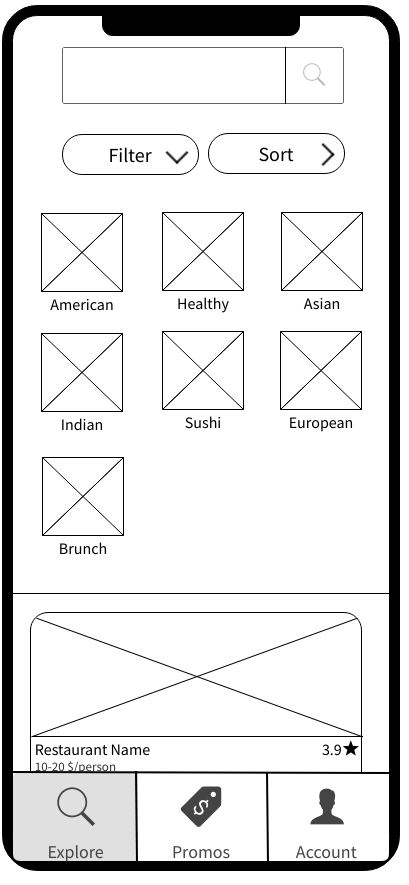 Filter
Sort
American
Healthy
Asian
Indian
Sushi
European
Brunch
Restaurant Name
3.9★
10-20 $/person
Explore
Promos
Account